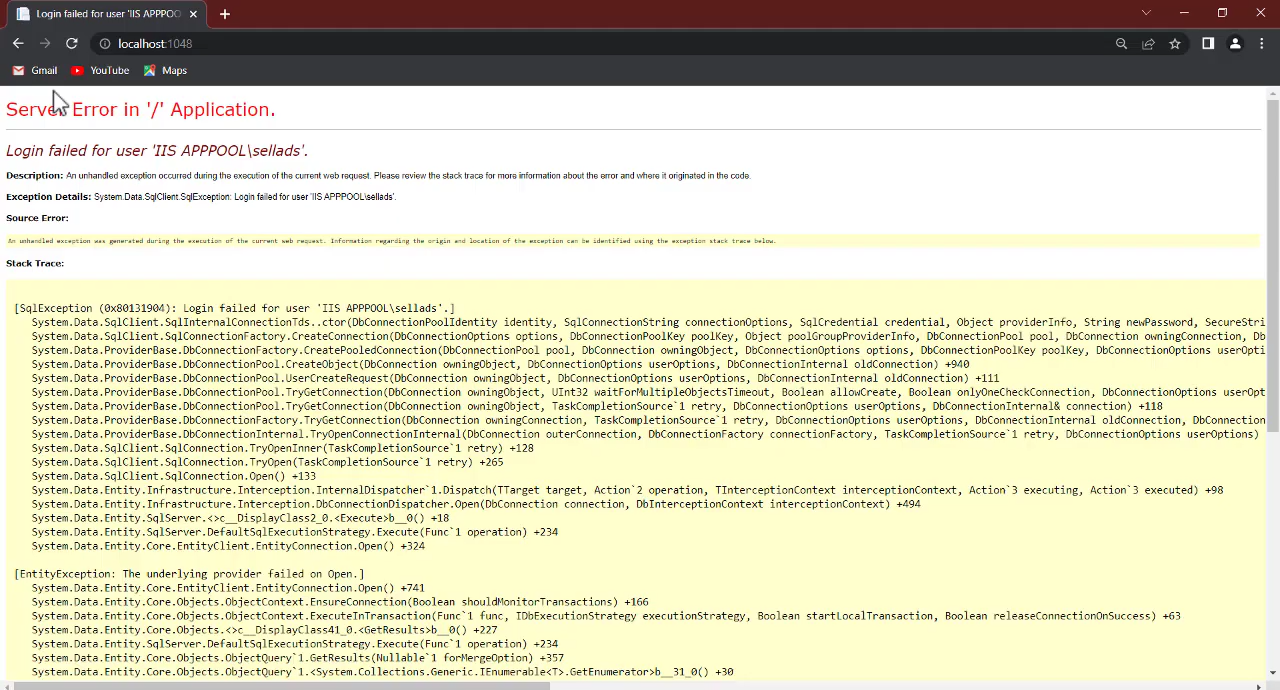 Login failed for user 'IIS APPPOO
localhost:1048
Gmail YouTube Maps
Server Error in '/' Application.
Login failed for user 'IIS APPPOOL\sellads'.
Description: An unhandled exception occurred during the execution of the current web request. Please review the stack trace for more information about the error and where it originated in the code.
Exception Details: System.Data.SqlClient.SqlException: Login failed for user 'IIS APPPOOL\sellads'.
Source Error:
An unhandled exception was generated during the execution of the current web request. Information regarding the origin and location of the exception can be identified using the exception stack trace below.
Stack Trace:
[SqlException (0x80131904): Login failed for user 'IIS APPPOOL\sellads'.]
System.Data.SqlClient.SqlInternalConnectionTds..ctor(DbConnectionPoolIdentity identity, SqlConnectionString connectionOptions, SqlCredential credential, Object providerInfo, String newPassword, SecureStri
System.Data.SqlClient.SqlConnectionFactory.CreateConnection(DbConnectionOptions options, DbConnectionPoolKey poolKey, Object poolGroupProviderInfo, DbConnectionPool pool, DbConnection owningConnection, Db
System.Data.ProviderBase.DbConnectionFactory.CreatePooledConnection(DbConnectionPool pool, DbConnection owningObject, DbConnectionOptions options, DbConnectionPoolKey poolKey, DbConnectionOptions userOpti
System.Data.ProviderBase.DbConnectionPool.CreateObject(DbConnection owningObject, DbConnectionOptions userOptions, DbConnectionInternal oldConnection) +940
System.Data.ProviderBase.DbConnectionPool.UserCreateRequest(DbConnection owningObject, DbConnectionOptions userOptions, DbConnectionInternal oldConnection) +111
System.Data.ProviderBase.DbConnectionPool.TryGetConnection(DbConnection owningObject, UInt32 waitForMultipleObjectsTimeout, Boolean allowCreate, Boolean onlyOneCheckConnection, DbConnectionOptions userOpt
System.Data.ProviderBase.DbConnectionPool.TryGetConnection(DbConnection owningObject, TaskCompletionSource`1 retry, DbConnectionOptions userOptions, DbConnectionInternal& connection) +118
System.Data.ProviderBase.DbConnectionFactory.TryGetConnection(DbConnection owningConnection, TaskCompletionSource`1 retry, DbConnectionOptions userOptions, DbConnectionInternal oldConnection, DbConnection
System.Data.ProviderBase.DbConnectionInternal.TryOpenConnectionInternal(DbConnection outerConnection, DbConnectionFactory connectionFactory, TaskCompletionSource`1 retry, DbConnectionOptions userOptions)
System.Data.SqlClient.SqlConnection.TryOpenInner(TaskCompletionSource`1 retry) +128
System.Data.SqlClient.SqlConnection.TryOpen(TaskCompletionSource`1 retry) +265
System.Data.SqlClient.SqlConnection.Open() +133
System.Data.Entity.Infrastructure.Interception.InternalDispatcher`1.Dispatch(TTarget target, Action`2 operation, TInterceptionContext interceptionContext, Action`3 executing, Action`3 executed) +98
System.Data.Entity.Infrastructure.Interception.DbConnectionDispatcher.Open(DbConnection connection, DbInterceptionContext interceptionContext) +494
System.Data.Entity.SqlServer.<>c__DisplayClass2_0.<Execute>b__0() +18
System.Data.Entity.SqlServer.DefaultSqlExecutionStrategy.Execute(Func`1 operation) +234
System.Data.Entity.Core.EntityClient.EntityConnection.Open() +324
[EntityException: The underlying provider failed on Open.]
System.Data.Entity.Core.EntityClient.EntityConnection.Open() +741
System.Data.Entity.Core.Objects.ObjectContext.EnsureConnection(Boolean shouldMonitorTransactions) +166
System.Data.Entity.Core.Objects.ObjectContext.ExecuteInTransaction(Func`1 func, IDbExecutionStrategy executionStrategy, Boolean startLocalTransaction, Boolean releaseConnectionOnSuccess) +63
System.Data.Entity.Core.Objects.<>c__DisplayClass41_0.<GetResults>b__0() +227
System.Data.Entity.SqlServer.DefaultSqlExecutionStrategy.Execute(Func`1 operation) +234
System.Data.Entity.Core.Objects.ObjectQuery`1.GetResults(Nullable`1 forMergeOption) +357
System.Data.Entity.Core.Objects.ObjectQuery`1.<System.Collections.Generic.IEnumerable<T>.GetEnumerator>b__31_0() +30